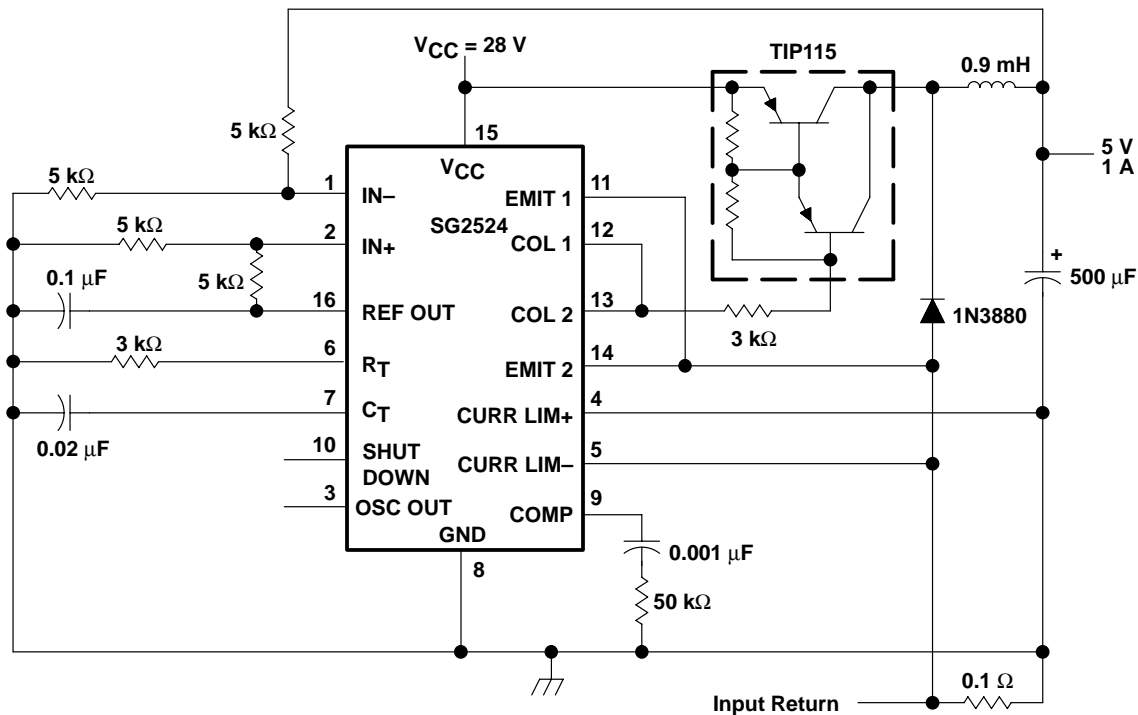 VCC = 28 V
TIP115
0.9 mH
5 kΩ
15
5 V
1 A
5 kΩ
1
IN–
VCC
EMIT 1
11
SG2524
5 kΩ
2
IN+
COL 1
12
0.1 µF
5 kΩ
16
REF OUT
COL 2
13
3 kΩ
+
500 µF
1N3880
3 kΩ
6
RT
EMIT 2
14
0.02 µF
7
CT
CURR LIM+
4
10
SHUT
DOWN
CURR LIM–
5
3
OSC OUT
COMP
9
GND
8
0.001 µF
50 kΩ
0.1 Ω
Input Return